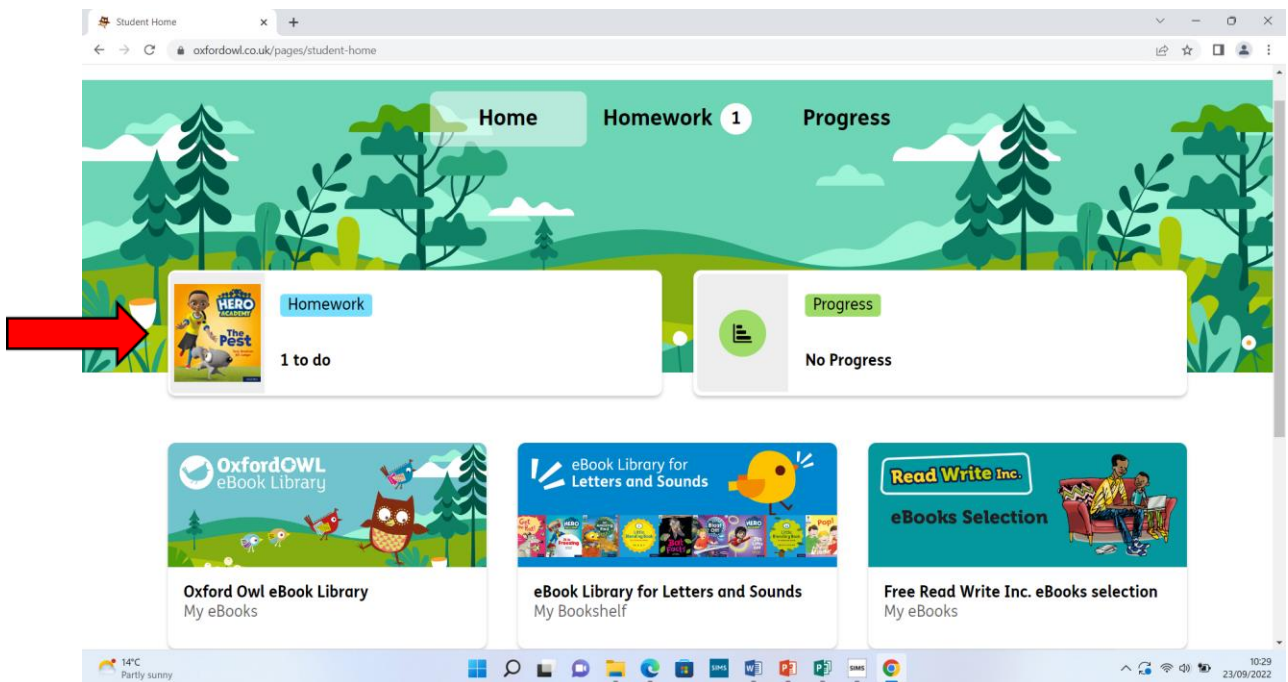 Student Home
oxfordowl.co.uk/pages/student-home
Home Homework 1 Progress
HERO
ACADEMY
The
Pest
Homework
1 to do
Progress
No Progress
OxfordOWL
eBook Library
eBook Library for
Letters and Sounds
Read Write Inc.
eBooks Selection
Oxford Owl eBook Library
My eBooks
eBook Library for Letters and Sounds
My Bookshelf
Free Read Write Inc. eBooks selection
My eBooks
14°C
Partly sunny
SIMS
SIMS
10:29
23/09/2022